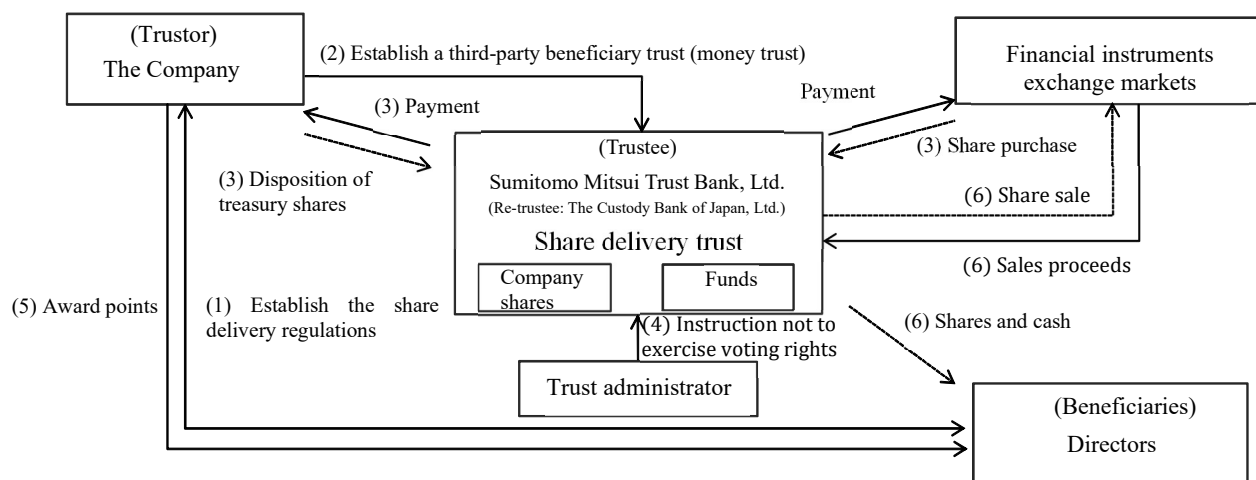 (Trustor)
The Company
(2) Establish a third-party beneficiary trust (money trust)
Financial instruments
exchange markets
(3) Payment
Payment
(3) Disposition of
treasury shares
(Trustee)
Sumitomo Mitsui Trust Bank, Ltd.
(Re-trustee: The Custody Bank of Japan, Ltd.)
Share delivery trust
Company
shares
Funds
(3) Share purchase
(6) Share sale
(6) Sales proceeds
(5) Award points
(1) Establish the share
delivery regulations
(4) Instruction not to
exercise voting rights
(6) Shares and cash
Trust administrator
(Beneficiaries)
Directors